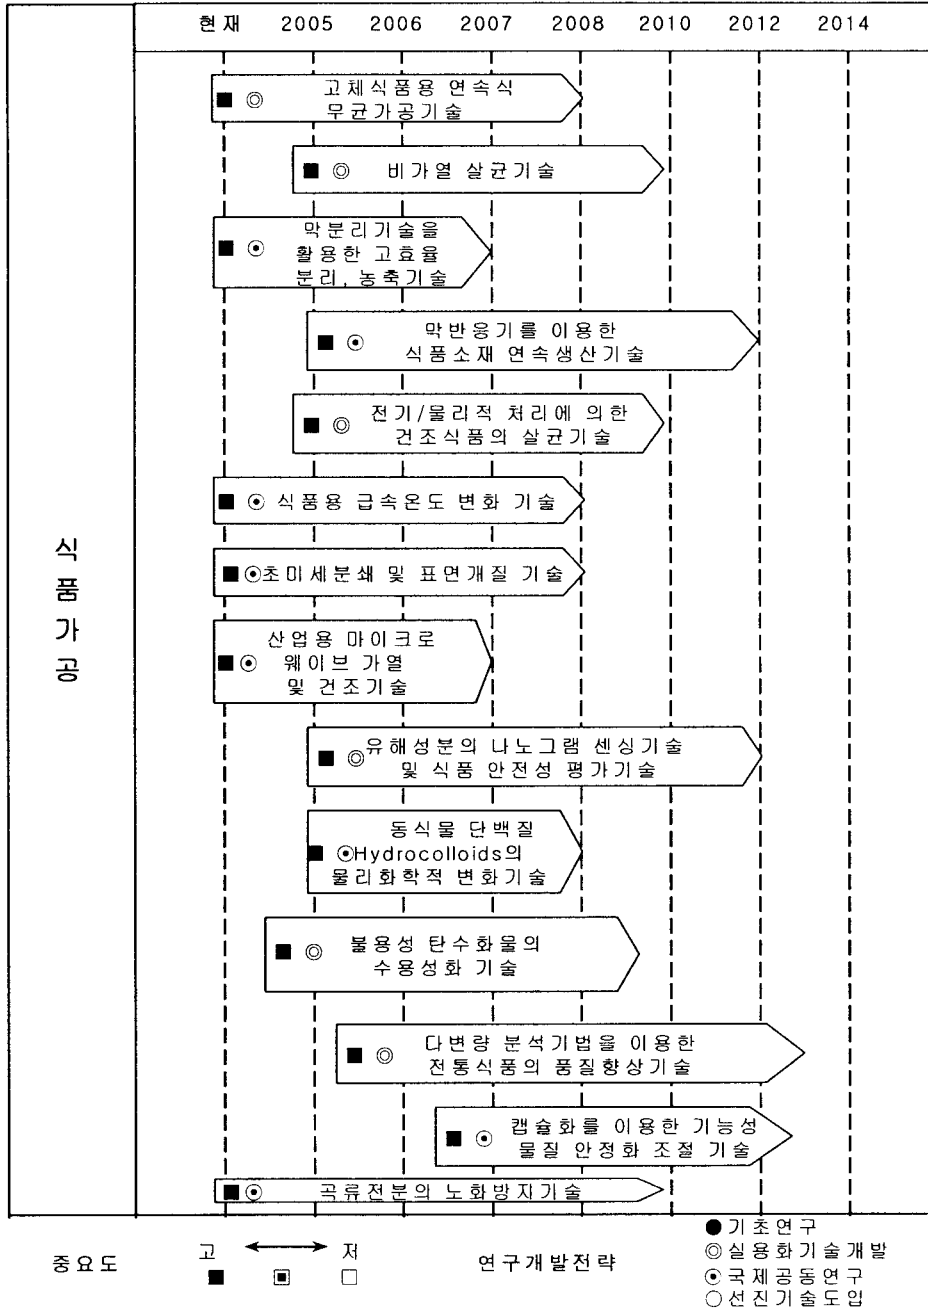 현재 2005 2006 2007 2008 2010 2012 2014
고체식품용 연속식
무균가공기술
비가열 살균기술
막분리기술을
활용한 고효율
분리, 농축기술
막반응기를 이용한
식품소재 연속생산기술
전기/물리적 처리에 의한
건조식품의 살균기술
식품용 급속온도 변화 기술
초미세분쇄 및 표면개질 기술
산업용 마이크로
웨이브 가열
및 건조기술
유해성분의 나노그램 센싱기술
및 식품 안전성 평가기술
동식물 단백질
Hydrocolloids의
물리화학적 변화기술
불용성 탄수화물의
수용성화 기술
다변량 분석기법을 이용한
전통식품의 품질향상기술
캡슐화를 이용한 기능성
물질 안정화 조절 기술
곡류전분의 노화방지기술
식
품
가
공
중요도
고 저
연구개발전략
기초연구
실용화기술개발
국제공동연구
선진기술도입